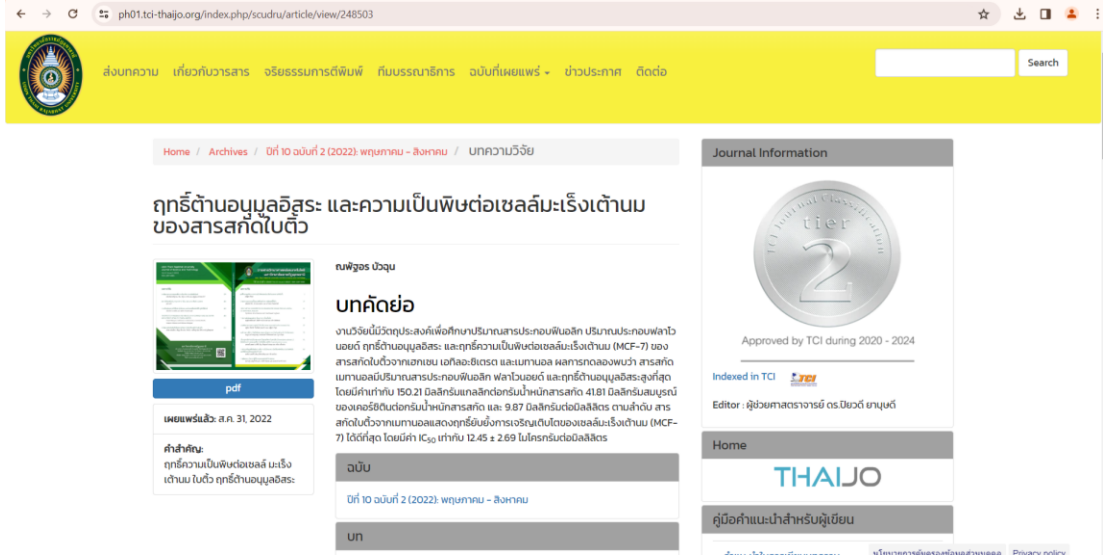 ph01.tci-thaijo.org/index.php/scudru/article/view/248503
ส่งบทความ เกี่ยวกับวารสาร จริยธรรมการตีพิมพ์ ทีมบรรณาธิการ ฉบับที่เผยแพร่ ข่าวประกาศ ติดต่อ
Search
Home / Archives / ปีที่ 10 ฉบับที่ 2 (2022): พฤษภาคม - สิงหาคม / บทความวิจัย
ฤทธิ์ต้านอนุมูลอิสระ และความเป็นพิษต่อเซลล์มะเร็งเต้านม
ของสารสกัดใบติ้ว
ณพัฐอร บัวฉุน
บทคัดย่อ
งานวิจัยนี้มีวัตถุประสงค์เพื่อศึกษาปริมาณสารประกอบฟีนอลิก ปริมาณประกอบฟลาโว
นอยด์ ฤทธิ์ต้านอนุมูลอิสระ และฤทธิ์ความเป็นพิษต่อเซลล์มะเร็งเต้านม (MCF-7) ของ
สารสกัดใบติ้วจากเฮกเซน เอทิลอะซิเตรต และเมทานอล ผลการทดลองพบว่า สารสกัด
เมทานอลมีปริมาณสารประกอบฟีนอลิก ฟลาโวนอยด์ และฤทธิ์ต้านอนุมูลอิสระสูงที่สุด
โดยมีค่าเท่ากับ 150.21 มิลลิกรัมแกลลิกต่อกรัมน้ำหนักสารสกัด 41.81 มิลลิกรัมสมบูรณ์
ของเคอร์ซิตินต่อกรัมน้ำหนักสารสกัด และ 9.87 มิลลิกรัมต่อมิลลิลิตร ตามลำดับ สาร
สกัดใบติ้วจากเมทานอลแสดงฤทธิ์ยับยั้งการเจริญเติบโตของเซลล์มะเร็งเต้านม (MCF-
7) ได้ดีที่สุด โดยมีค่า IC50 เท่ากับ 12.45 ± 2.69 ไมโครกรัมต่อมิลลิลิตร
pdf
เผยแพร่แล้ว: ส.ค. 31, 2022
คำสำคัญ:
ฤทธิ์ความเป็นพิษต่อเซลล์ มะเร็ง
เต้านม ใบติ้ว ฤทธิ์ต้านอนุมูลอิสระ
ฉบับ
ปีที่ 10 ฉบับที่ 2 (2022): พฤษภาคม - สิงหาคม
บท
Journal Information
TCI Journal Classification
tier
2
Approved by TCI during 2020 - 2024
Indexed in TCI TCI
Editor : ผู้ช่วยศาสตราจารย์ ดร.ปิยวดี ยาบุษดี
Home
THAIJO
คู่มือคำแนะนำสำหรับผู้เขียน
นโยบายการคุ้มครองข้อมูลส่วนบุคคล Privacy policy